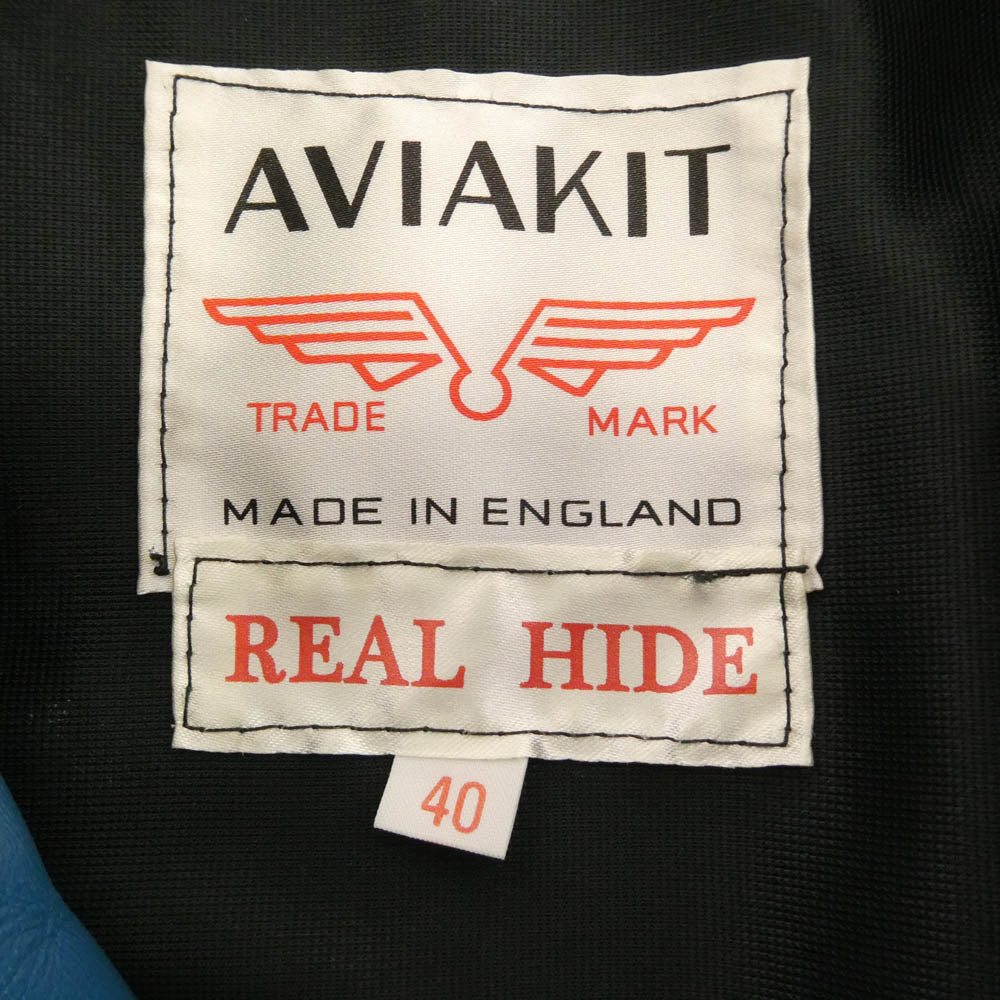 AVIAKIT
TRADE MARK
MADE IN ENGLAND
REAL HIDE
40